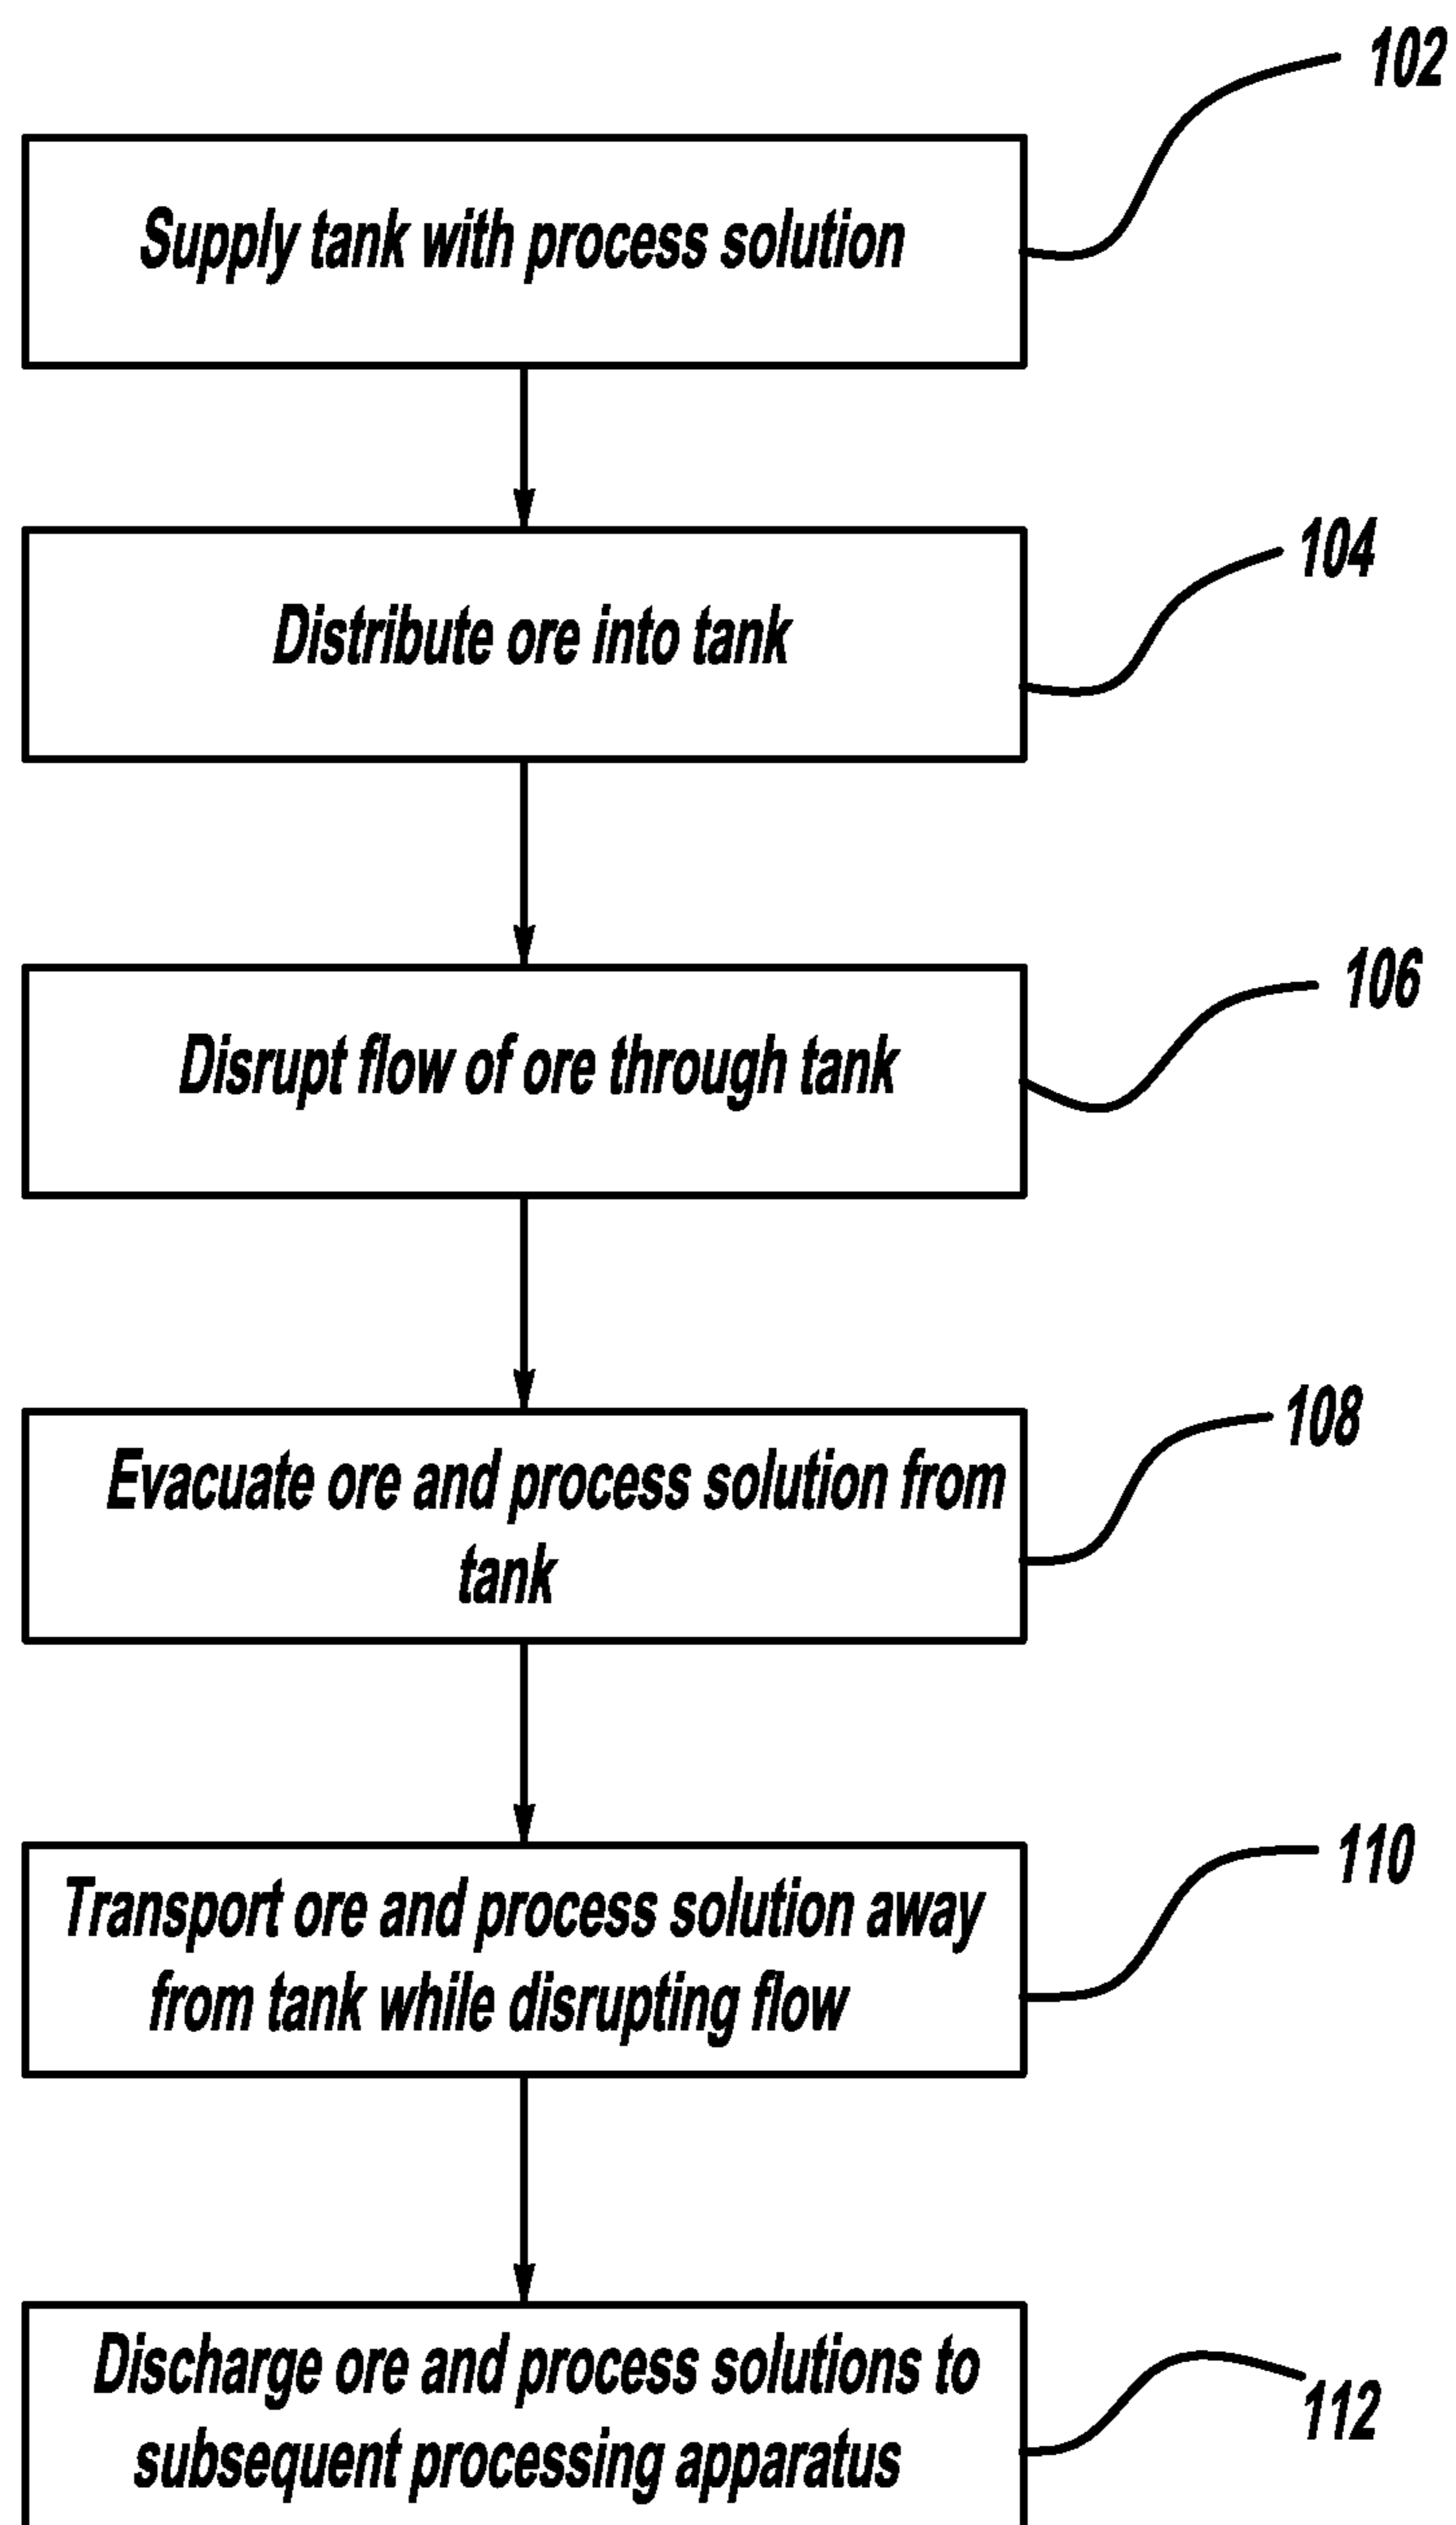 102
Supply tank with process solution
104
Distribute ore into tank
106
Disrupt flow of ore through tank
108
Evacuate ore and process solution from
tank
110
Transport ore and process solution away
from tank while disrupting flow
112
Discharge ore and process solutions to
subsequent processing apparatus